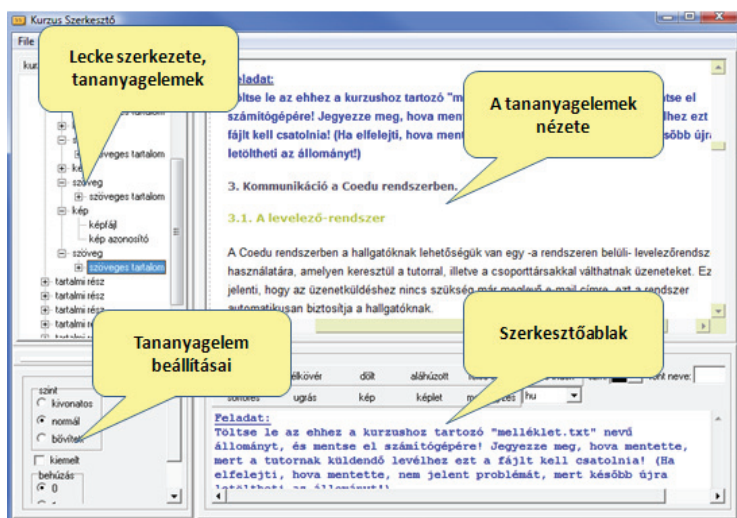 Kurzus Szerkesztő
File
Lecke szerkezete,
tananyagelemek
szöveges tartalom
szöveg
szöveges tartalom
kép
képfájl
kép azonosító
szöveg
szöveges tartalom
tartalmi rész
tartalmi rész
tartalmi rész
Feladat:
Töltse le az ehhez a kurzushoz tartozó
számítógépére! Jegyezze meg, hova
fájlt kell csatolnia! (Ha elfelejti, hova
letöltheti az állományt!)
A tananyagelemek
nézete
3. Kommunikáció a Coedu rendszerben.
3.1. A levelező-rendszer
A Coedu rendszerben a hallgatóknak lehetőségük van egy -a rendszeren belüli- levelezőrendsz
használatára, amelyen keresztül a tutorral, illetve a csoporttársakkal válthatnak üzeneteket. Ez
jelenti, hogy az üzenetküldéshez nincs szükség már meglevő e-mail címre, ezt a rendszer
automatikusan biztosítja a hallgatóknak.
Tananyagelem
beállításai
Szerkesztőablak
szint
kivonatos
normál
kiemelt
behúzás
0
dőlt aláhúzott neve:
sortörés ugrás kép képlet hu
Feladat:
Töltse le az ehhez a kurzushoz tartozó "melléklet.txt" nevű
állományt, és mentse el számítógépére! Jegyezze meg, hova mentette,
mert a tutornak küldendő levélhez ezt a fájlt kell csatolnia! (Ha
elfelejti, hova mentette, nem jelent problémát, mert később újra
letöltheti az állományt!)